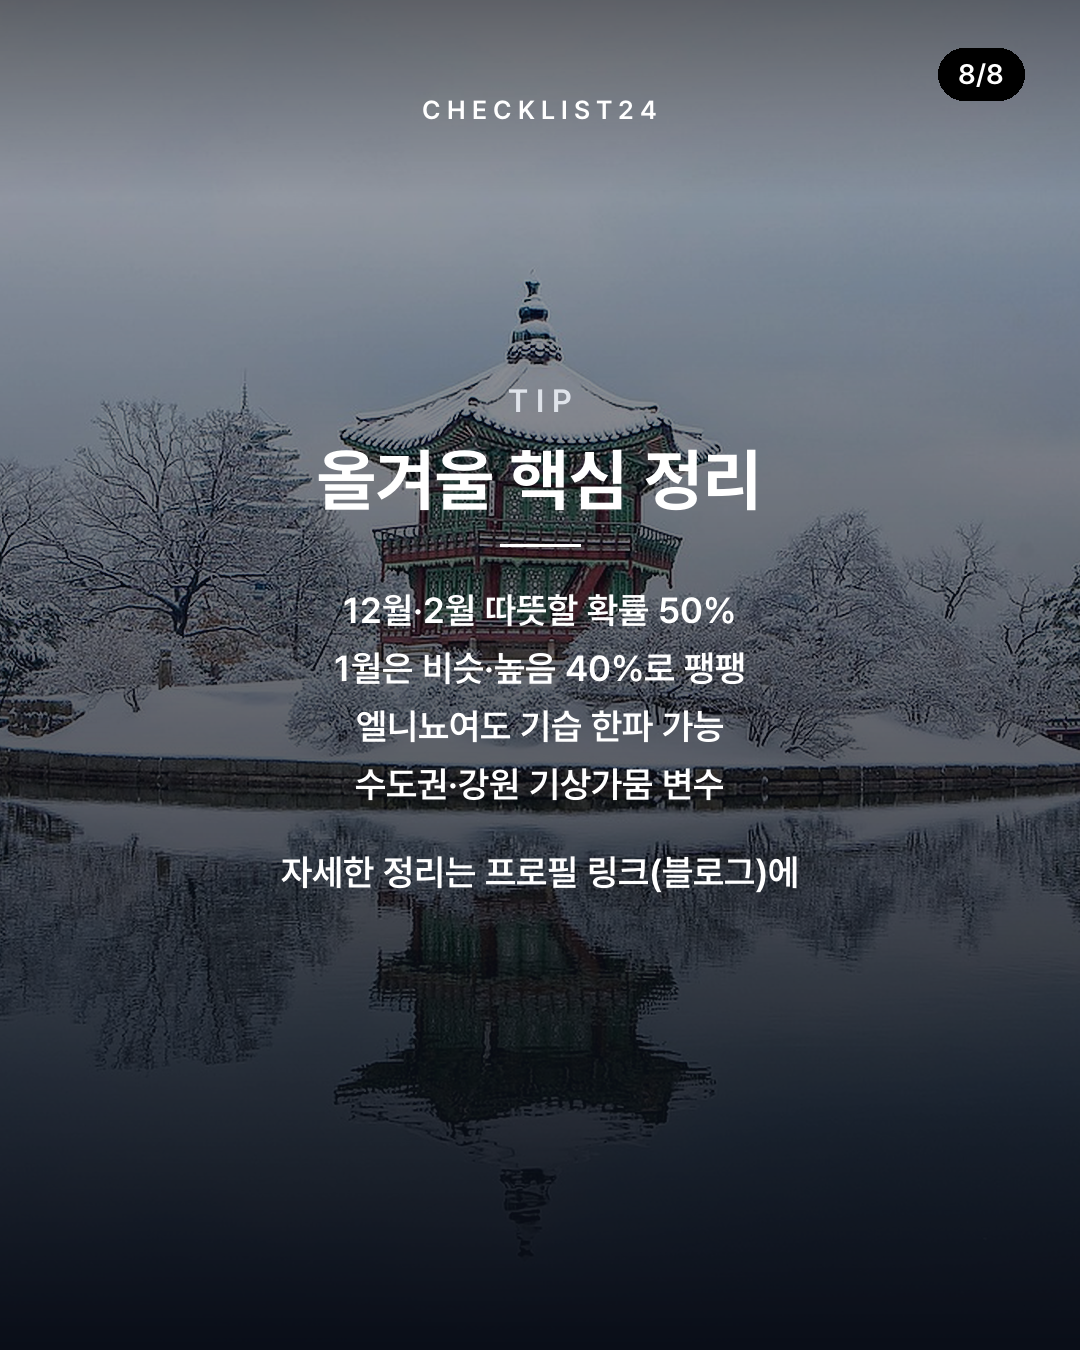 8/8
CHECKLIST24
TIP
올겨울 핵심 정리
12월·2월 따뜻할 확률 50%
1월은 비슷·높음 40%로 팽팽
엘니뇨여도 기습 한파 가능
수도권·강원 기상가뭄 변수
자세한 정리는 프로필 링크(블로그)에